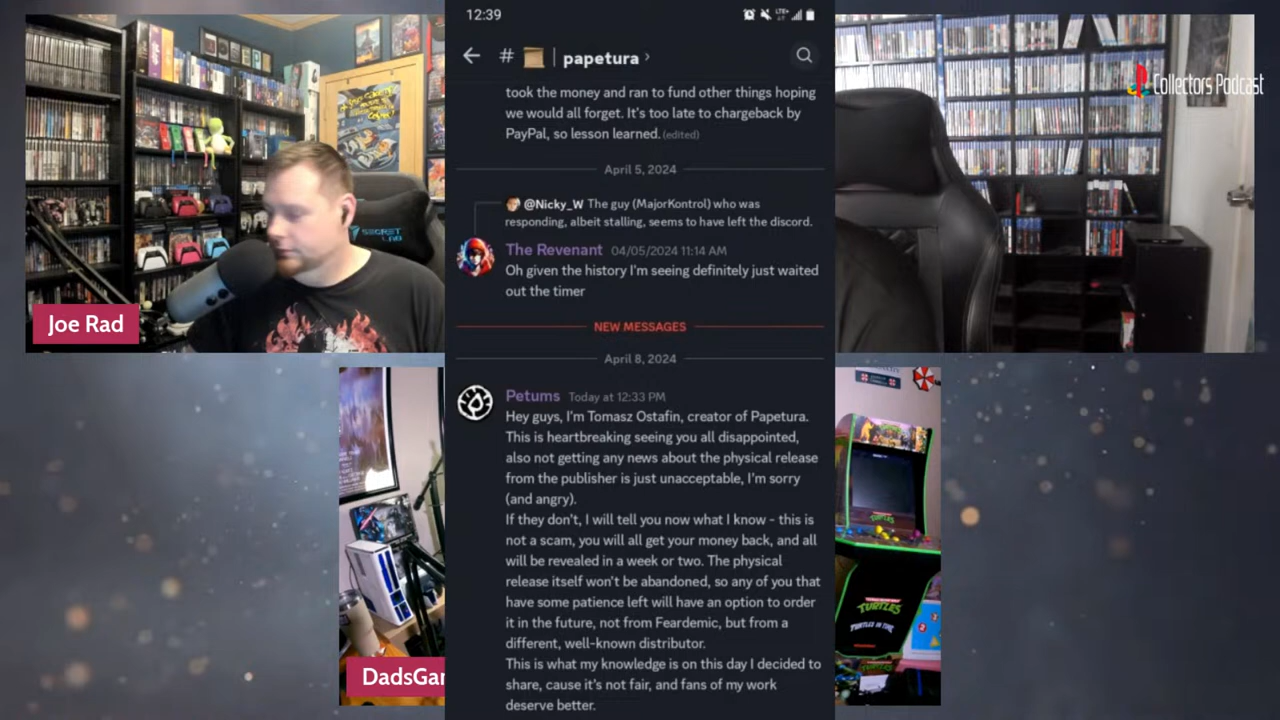 12:39
LTE+
# | papetura >
took the money and ran to fund other things hoping
we would all forget. It's too late to chargeback by
PayPal, so lesson learned. (edited)
April 5, 2024
@Nicky_W The guy (MajorKontrol) who was
responding, albeit stalling, seems to have left the discord.
The Revenant 04/05/2024 11:14 AM
Oh given the history I'm seeing definitely just waited
out the timer
NEW MESSAGES
April 8, 2024
Petums Today at 12:33 PM
Hey guys, I'm Tomasz Ostafin, creator of Papetura.
This is heartbreaking seeing you all disappointed,
also not getting any news about the physical release
from the publisher is just unacceptable, I'm sorry
(and angry).
If they don't, I will tell you now what I know - this is
not a scam, you will all get your money back, and all
will be revealed in a week or two. The physical
release itself won't be abandoned, so any of you that
have some patience left will have an option to order
it in the future, not from Feardemic, but from a
different, well-known distributor.
This is what my knowledge is on this day I decided to
share, cause it's not fair, and fans of my work
deserve better.
Collectors Podcast
Joe Rad
DadsGar
SECRET
LAB
TURTLES
TURTLES
TURTLES IN TIME